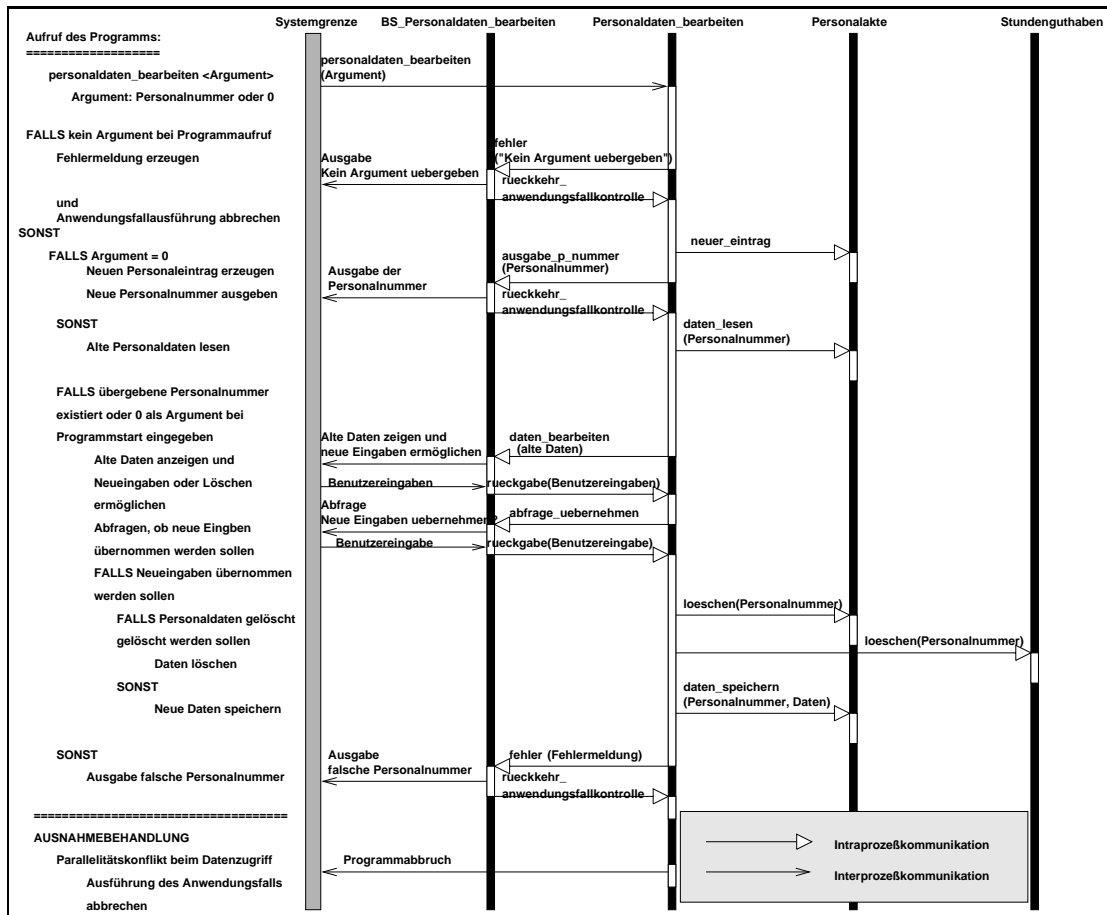 Systemgrenze
BS_Personaldaten_bearbeiten
Personaldaten_bearbeiten
Personalakte
Stundenguthaben
Aufruf des Programms:
===================
personaldaten_bearbeiten <Argument>
Argument: Personalnummer oder 0
personaldaten_bearbeiten
(Argument)
FALLS kein Argument bei Programmaufruf
Fehlermeldung erzeugen
und
Anwendungsfallausführung abbrechen
fehler
("Kein Argument uebergeben")
Ausgabe
Kein Argument uebergeben
rueckkehr_
anwendungsfallkontrolle
SONST
FALLS Argument = 0
Neuen Personaleintrag erzeugen
Neue Personalnummer ausgeben
neuer_eintrag
ausgabe_p_nummer
(Personalnummer)
Ausgabe der
Personalnummer
rueckkehr_
anwendungsfallkontrolle
SONST
Alte Personaldaten lesen
daten_lesen
(Personalnummer)
FALLS übergebene Personalnummer
existiert oder 0 als Argument bei
Programmstart eingegeben
Alte Daten anzeigen und
Neueingaben oder Löschen
ermöglichen
Abfragen, ob neue Eingben
übernommen werden sollen
Alte Daten zeigen und
neue Eingaben ermöglichen
daten_bearbeiten
(alte Daten)
Benutzereingaben
rueckgabe(Benutzereingaben)
Abfrage
Neue Eingaben uebernehmen?
abfrage_uebernehmen
Benutzereingabe
rueckgabe(Benutzereingabe)
FALLS Neueingaben übernommen
werden sollen
FALLS Personaldaten gelöscht
gelöscht werden sollen
Daten löschen
loeschen(Personalnummer)
loeschen(Personalnummer)
SONST
Neue Daten speichern
daten_speichern
(Personalnummer, Daten)
SONST
Ausgabe falsche Personalnummer
Ausgabe
falsche Personalnummer
fehler (Fehlermeldung)
rueckkehr_
anwendungsfallkontrolle
====================================
AUSNAHMEBEHANDLUNG
Parallelitätskonflikt beim Datenzugriff
Ausführung des Anwendungsfalls
abbrechen
Programmabbruch
Intraprozeßkommunikation
Interprozeßkommunikation